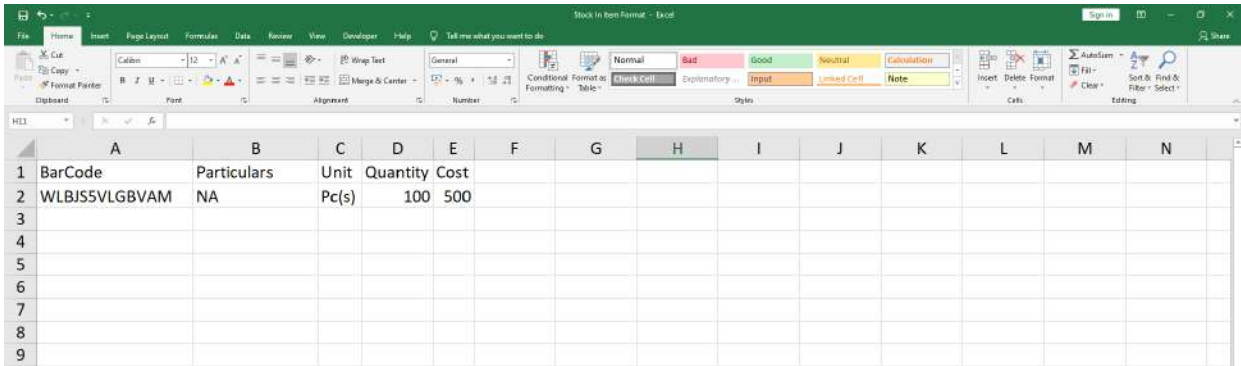 Stock In Item Format - Excel
Sign in
File Home Insert Page Layout Formulas Data Review View Developer Help Tell me what you want to do
Share
Cut
Copy
Format Painter
Paste
Calibri 12
B I U
Wrap Text
Merge & Center
General
Conditional Formatting
Format as Table
Normal Bad Good Neutral Calculation
Check Cell Explanatory ... Input Linked Cell Note
Insert Delete Format
AutoSum
Fill
Clear
Sort & Filter
Find & Select
Clipboard Font Alignment Number Styles Cells Editing
H11 fx
A B C D E F G H I J K L M N
1 BarCode Particulars Unit Quantity Cost
2 WLBJS5VLGBVAM NA Pc(s) 100 500
3
4
5
6
7
8
9